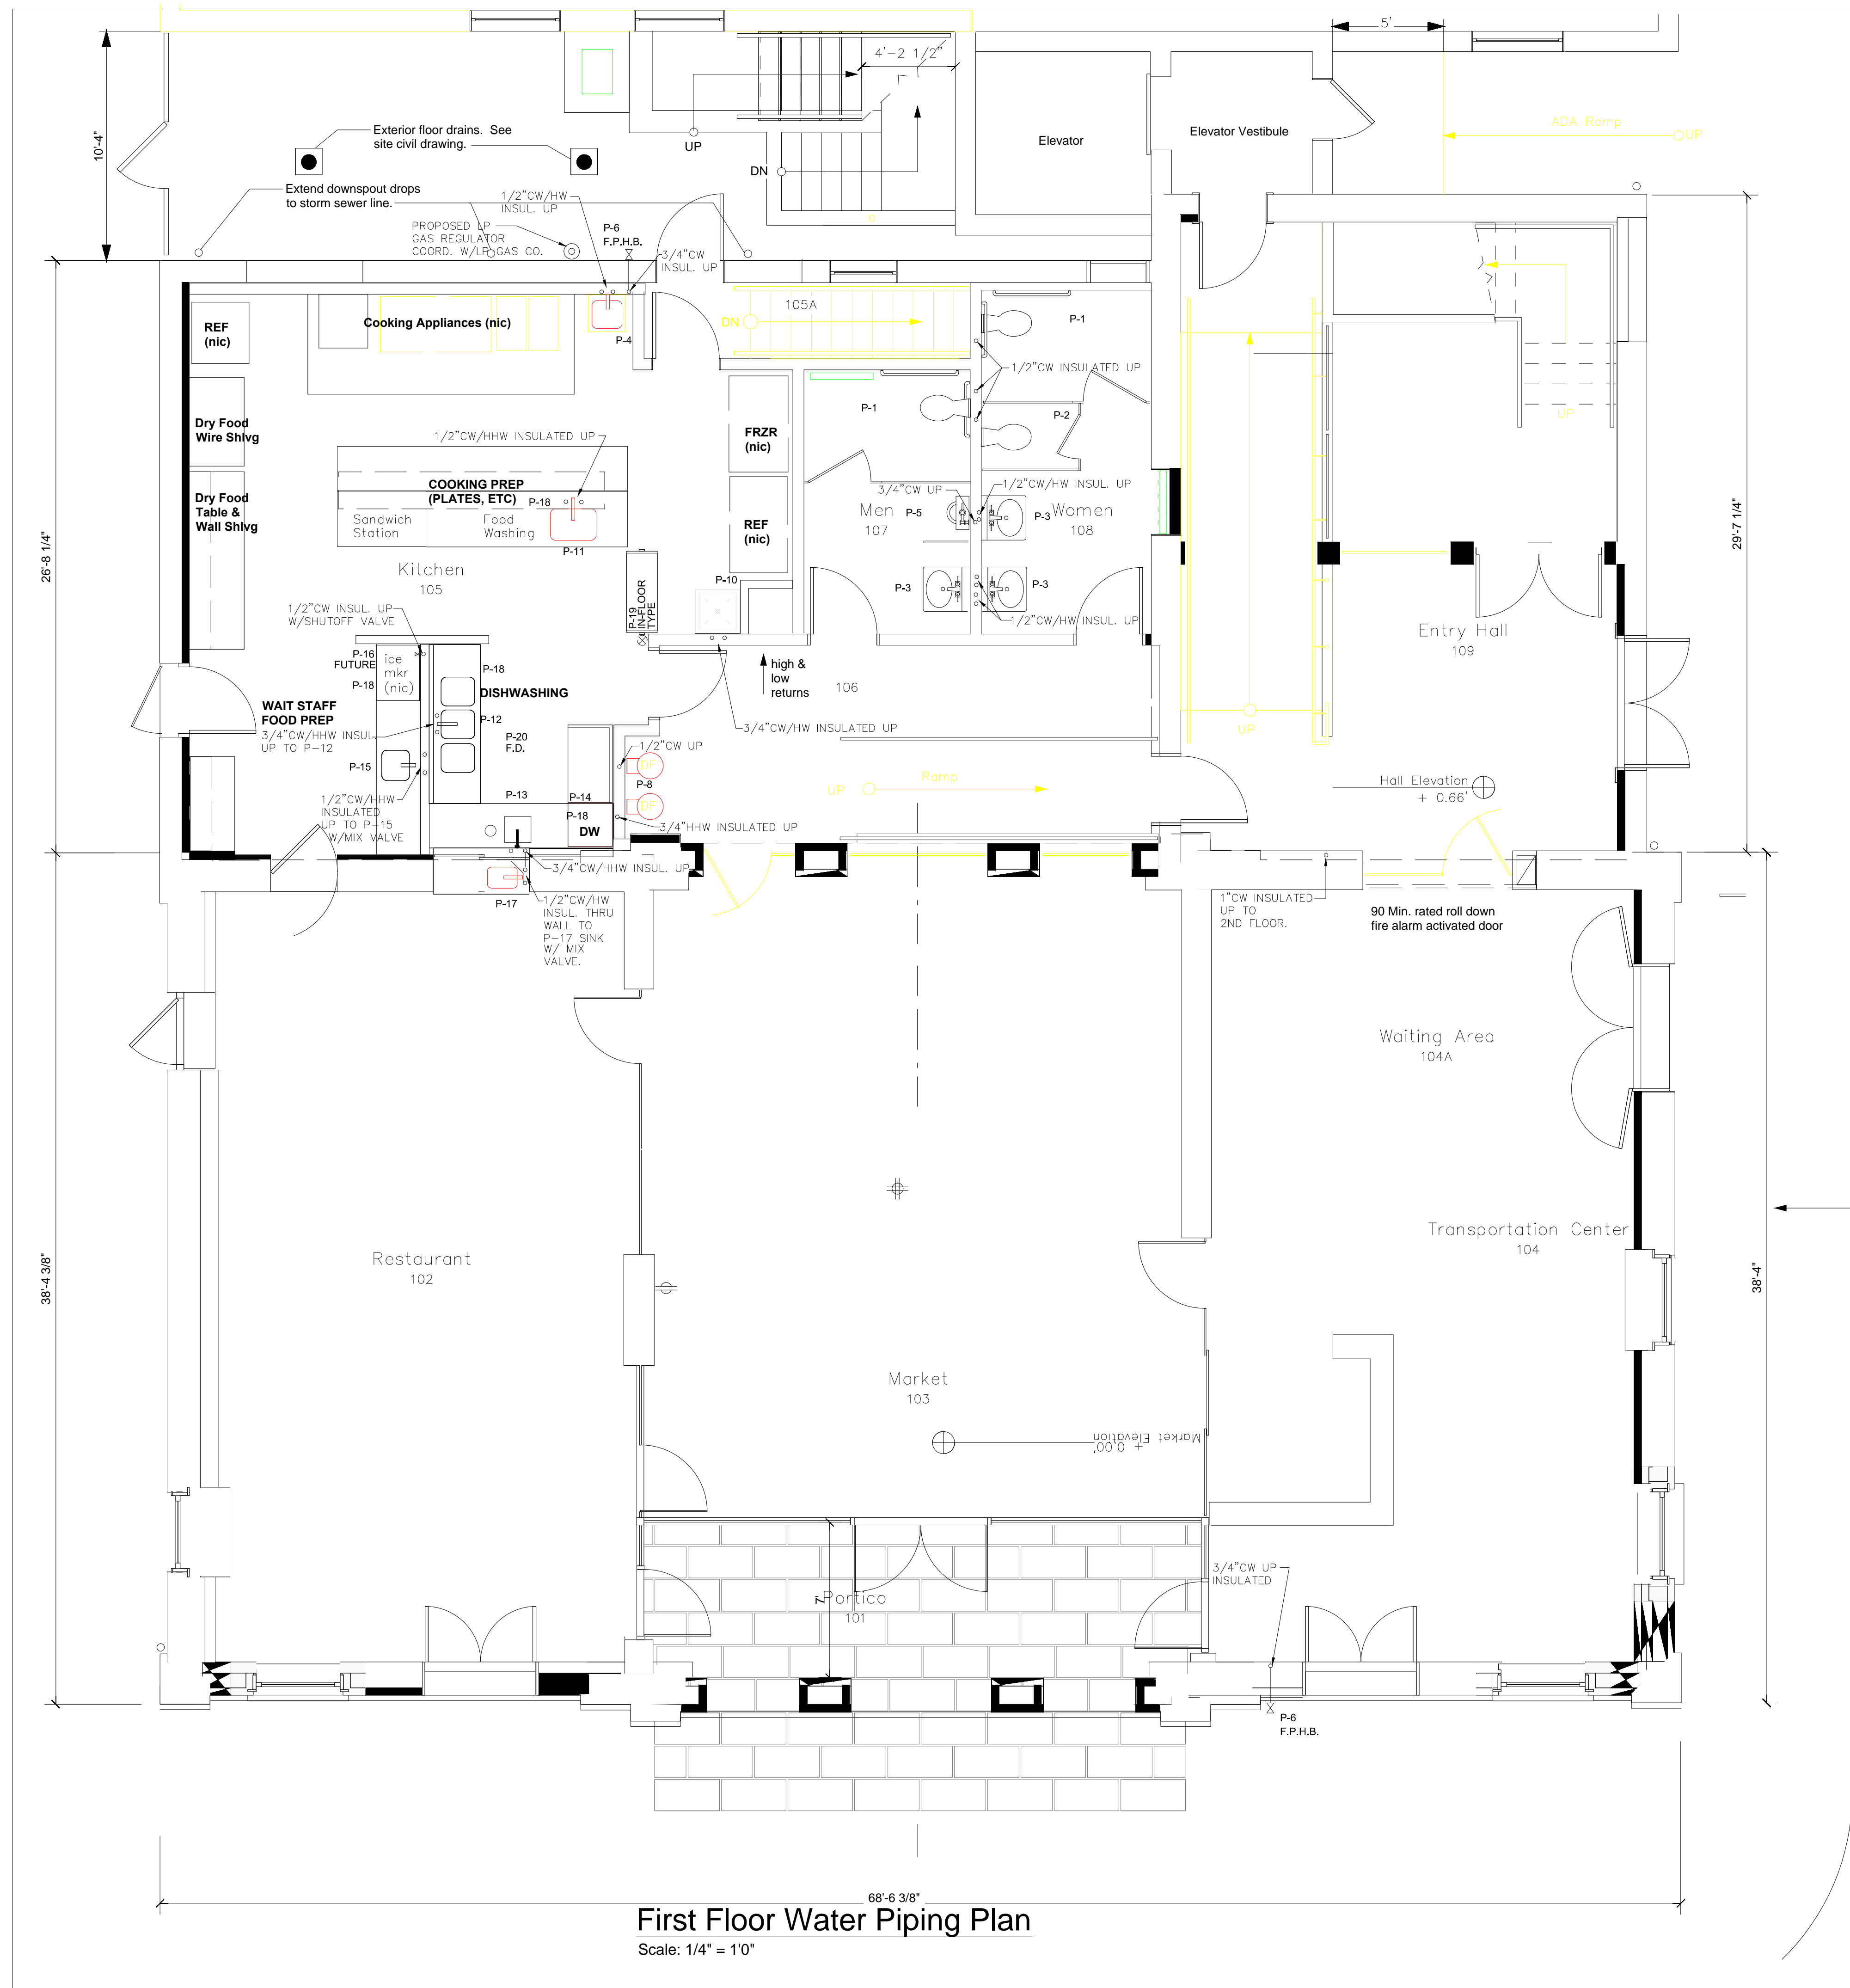 5'
4'-2 1/2"
10'-4"
Exterior floor drains.  See
site civil drawing.
UP
DN
Elevator
Elevator Vestibule
ADA Ramp
UP
Extend downspout drops
to storm sewer line.
1/2"CW/HW
INSUL. UP
PROPOSED LP
GAS REGULATOR
COORD. W/LP GAS CO.
P-6
F.P.H.B.
3/4"CW
INSUL. UP
REF
(nic)
Cooking Appliances (nic)
P-4
DN
105A
P-1
1/2"CW INSULATED UP
P-1
P-2
UP
Dry Food
Wire Shlvg
1/2"CW/HHW INSULATED UP
FRZR
(nic)
COOKING PREP
(PLATES, ETC)
P-18
Dry Food
Table &
Wall Shlvg
Sandwich
Station
Food
Washing
P-11
REF
(nic)
3/4"CW UP
1/2"CW/HW INSUL. UP
Men
107
P-5
P-3
Women
108
26'-8 1/4"
29'-7 1/4"
Kitchen
105
P-19
IN-FLOOR
TYPE
P-10
P-3
P-3
1/2"CW/HW INSUL. UP
1/2"CW INSUL. UP
W/SHUTOFF VALVE
Entry Hall
109
P-16
FUTURE
P-18
ice
mkr
(nic)
P-18
DISHWASHING
high &
low
returns
106
WAIT STAFF
FOOD PREP
3/4"CW/HHW INSUL.
UP TO P-12
P-12
P-20
F.D.
3/4"CW/HW INSULATED UP
1/2"CW UP
UP
P-15
DF
P-8
DF
UP
Ramp
Hall Elevation
+ 0.66'
1/2"CW/HHW
INSULATED
UP TO P-15
W/MIX VALVE
P-13
P-14
P-18
DW
3/4"HHW INSULATED UP
3/4"CW/HHW INSUL. UP
P-17
1/2"CW/HW
INSUL. THRU
WALL TO
P-17 SINK
W/ MIX
VALVE.
1"CW INSULATED
UP TO
2ND FLOOR.
90 Min. rated roll down
fire alarm activated door
Waiting Area
104A
Transportation Center
104
38'-4 3/8"
38'-4"
Restaurant
102
Market
103
Market Elevation
+ 0.00'
3/4"CW UP
INSULATED
7'
Portico
101
P-6
F.P.H.B.
68'-6 3/8"
First Floor Water Piping Plan
Scale: 1/4" = 1'0"